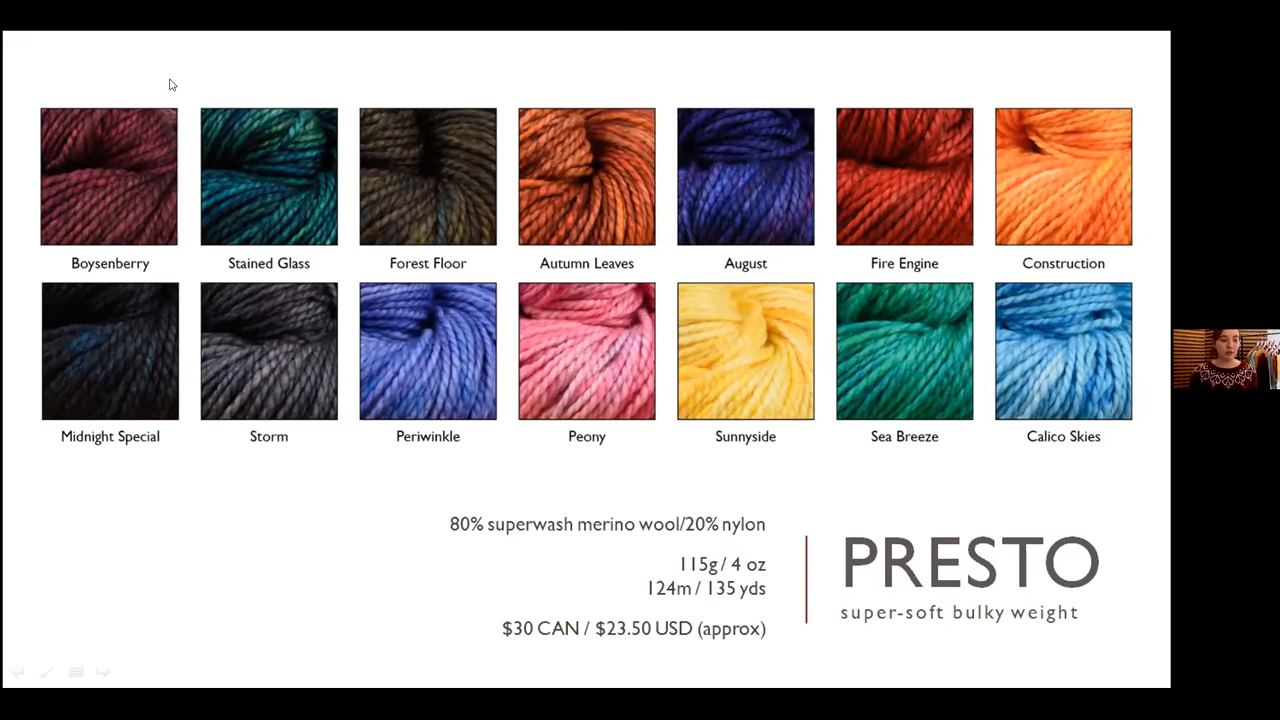 Boysenberry
Stained Glass
Forest Floor
Autumn Leaves
August
Fire Engine
Construction
Midnight Special
Storm
Periwinkle
Peony
Sunnyside
Sea Breeze
Calico Skies
80% superwash merino wool/20% nylon
115g / 4 oz
124m / 135 yds
$30 CAN / $23.50 USD (approx)
PRESTO
super-soft bulky weight